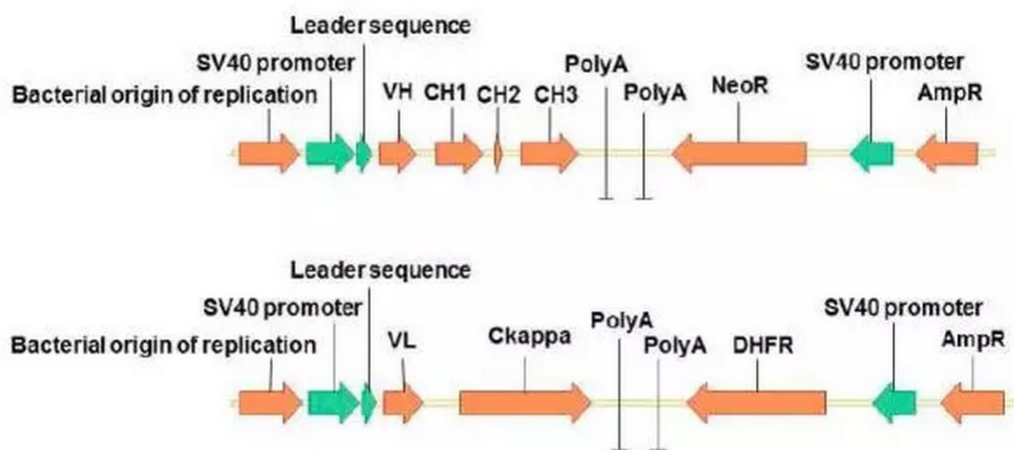 Leader sequence
SV40 promoter
Bacterial origin of replication
VH
CH1
CH2
CH3
PolyA
PolyA
NeoR
SV40 promoter
AmpR
Leader sequence
SV40 promoter
Bacterial origin of replication
VL
Ckappa
PolyA
PolyA
DHFR
SV40 promoter
AmpR